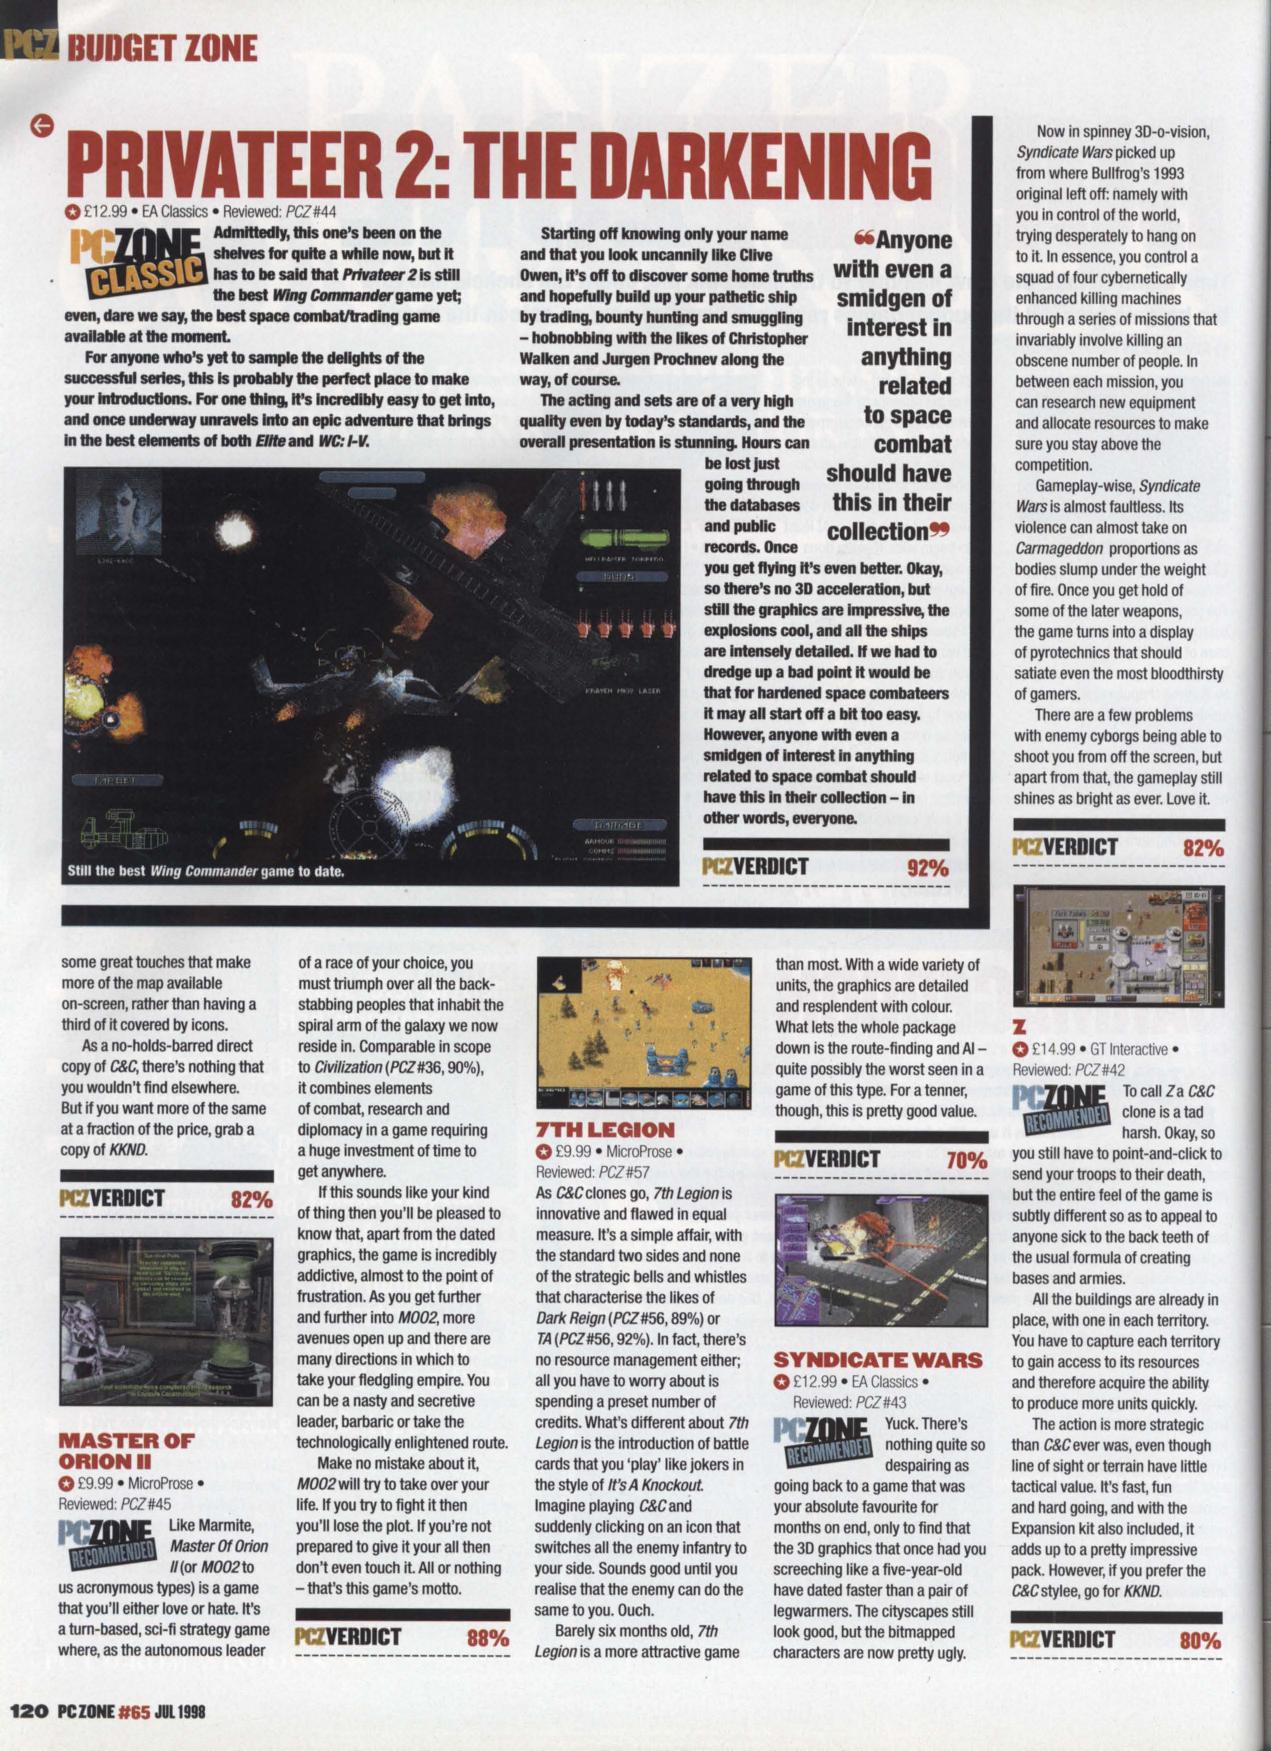 PCZ BUDGET ZONE
PRIVATEER 2: THE DARKENING
£12.99 • EA Classics • Reviewed: PCZ #44
PCZONE
CLASSIC
Admittedly, this one's been on the
shelves for quite a while now, but it
has to be said that Privateer 2 is still
the best Wing Commander game yet;
even, dare we say, the best space combat/trading game
available at the moment.
For anyone who's yet to sample the delights of the
successful series, this is probably the perfect place to make
your introductions. For one thing, it's incredibly easy to get into,
and once underway unravels into an epic adventure that brings
in the best elements of both Elite and WC: I-V.
Starting off knowing only your name
and that you look uncannily like Clive
Owen, it's off to discover some home truths
and hopefully build up your pathetic ship
by trading, bounty hunting and smuggling
– hobnobbing with the likes of Christopher
Walken and Jurgen Prochnev along the
way, of course.
The acting and sets are of a very high
quality even by today's standards, and the
overall presentation is stunning. Hours can
be lost just
going through
the databases
and public
records. Once
you get flying it's even better. Okay,
so there's no 3D acceleration, but
still the graphics are impressive, the
explosions cool, and all the ships
are intensely detailed. If we had to
dredge up a bad point it would be
that for hardened space combateers
it may all start off a bit too easy.
However, anyone with even a
smidgen of interest in anything
related to space combat should
have this in their collection – in
other words, everyone.
PCZVERDICT 92%
“Anyone
with even a
smidgen of
interest in
anything
related
to space
combat
should have
this in their
collection”
HELLRAISER TORPEDO
GUNS
KRAVEN MK09 LASER
TARGET
DAMAGE
ARMOUR
COMMS
Still the best Wing Commander game to date.
some great touches that make
more of the map available
on-screen, rather than having a
third of it covered by icons.
As a no-holds-barred direct
copy of C&C, there's nothing that
you wouldn't find elsewhere.
But if you want more of the same
at a fraction of the price, grab a
copy of KKND.
PCZVERDICT 82%
MASTER OF
ORION II
£9.99 • MicroProse •
Reviewed: PCZ #45
PCZONE
RECOMMENDED
Like Marmite,
Master Of Orion
II (or MOO2 to
us acronymous types) is a game
that you'll either love or hate. It's
a turn-based, sci-fi strategy game
where, as the autonomous leader
of a race of your choice, you
must triumph over all the back-
stabbing peoples that inhabit the
spiral arm of the galaxy we now
reside in. Comparable in scope
to Civilization (PCZ #36, 90%),
it combines elements
of combat, research and
diplomacy in a game requiring
a huge investment of time to
get anywhere.
If this sounds like your kind
of thing then you'll be pleased to
know that, apart from the dated
graphics, the game is incredibly
addictive, almost to the point of
frustration. As you get further
and further into MOO2, more
avenues open up and there are
many directions in which to
take your fledgling empire. You
can be a nasty and secretive
leader, barbaric or take the
technologically enlightened route.
Make no mistake about it,
MOO2 will try to take over your
life. If you try to fight it then
you'll lose the plot. If you're not
prepared to give it your all then
don't even touch it. All or nothing
– that's this game's motto.
PCZVERDICT 88%
7TH LEGION
£9.99 • MicroProse •
Reviewed: PCZ #57
As C&C clones go, 7th Legion is
innovative and flawed in equal
measure. It's a simple affair, with
the standard two sides and none
of the strategic bells and whistles
that characterise the likes of
Dark Reign (PCZ #56, 89%) or
TA (PCZ #56, 92%). In fact, there's
no resource management either;
all you have to worry about is
spending a preset number of
credits. What's different about 7th
Legion is the introduction of battle
cards that you 'play' like jokers in
the style of It's A Knockout.
Imagine playing C&C and
suddenly clicking on an icon that
switches all the enemy infantry to
your side. Sounds good until you
realise that the enemy can do the
same to you. Ouch.
Barely six months old, 7th
Legion is a more attractive game
than most. With a wide variety of
units, the graphics are detailed
and resplendent with colour.
What lets the whole package
down is the route-finding and AI –
quite possibly the worst seen in a
game of this type. For a tenner,
though, this is pretty good value.
PCZVERDICT 70%
SYNDICATE WARS
£12.99 • EA Classics •
Reviewed: PCZ #43
PCZONE
RECOMMENDED
Yuck. There's
nothing quite so
despairing as
going back to a game that was
your absolute favourite for
months on end, only to find that
the 3D graphics that once had you
screeching like a five-year-old
have dated faster than a pair of
legwarmers. The cityscapes still
look good, but the bitmapped
characters are now pretty ugly.
Now in spinney 3D-o-vision,
Syndicate Wars picked up
from where Bullfrog's 1993
original left off: namely with
you in control of the world,
trying desperately to hang on
to it. In essence, you control a
squad of four cybernetically
enhanced killing machines
through a series of missions that
invariably involve killing an
obscene number of people. In
between each mission, you
can research new equipment
and allocate resources to make
sure you stay above the
competition.
Gameplay-wise, Syndicate
Wars is almost faultless. Its
violence can almost take on
Carmageddon proportions as
bodies slump under the weight
of fire. Once you get hold of
some of the later weapons,
the game turns into a display
of pyrotechnics that should
satiate even the most bloodthirsty
of gamers.
There are a few problems
with enemy cyborgs being able to
shoot you from off the screen, but
apart from that, the gameplay still
shines as bright as ever. Love it.
PCZVERDICT 82%
Z
£14.99 • GT Interactive •
Reviewed: PCZ #42
PCZONE
RECOMMENDED
To call Z a C&C
clone is a tad
harsh. Okay, so
you still have to point-and-click to
send your troops to their death,
but the entire feel of the game is
subtly different so as to appeal to
anyone sick to the back teeth of
the usual formula of creating
bases and armies.
All the buildings are already in
place, with one in each territory.
You have to capture each territory
to gain access to its resources
and therefore acquire the ability
to produce more units quickly.
The action is more strategic
than C&C ever was, even though
line of sight or terrain have little
tactical value. It's fast, fun
and hard going, and with the
Expansion kit also included, it
adds up to a pretty impressive
pack. However, if you prefer the
C&C stylee, go for KKND.
PCZVERDICT 80%
120 PC ZONE #65 JUL 1998